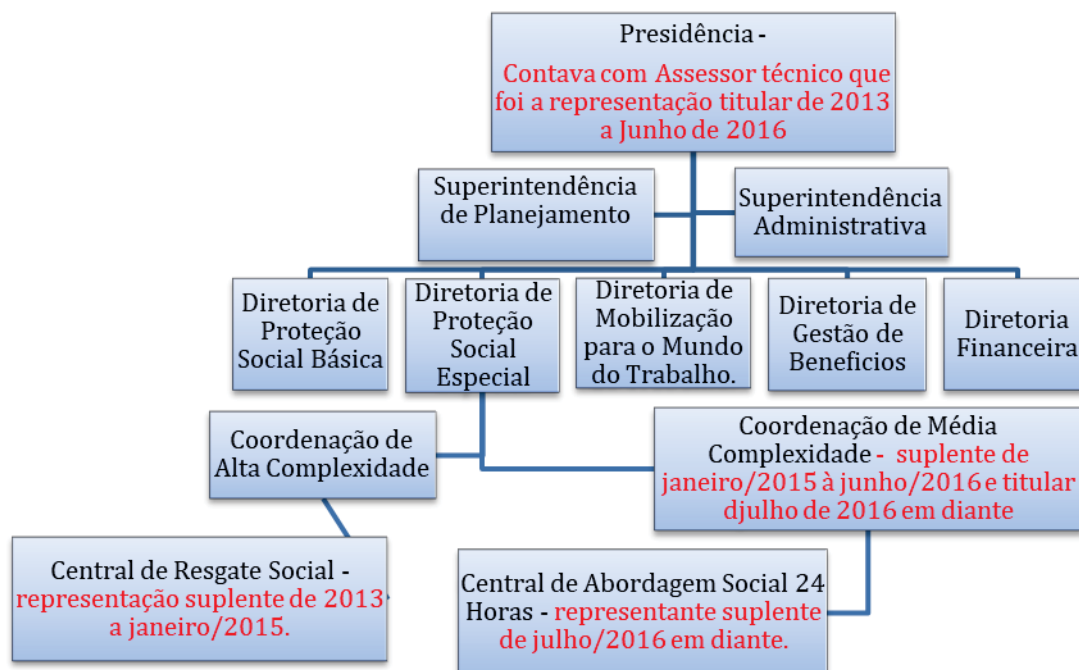 Presidência -
Contava com Assessor técnico que
foi a representação titular de 2013
a Junho de 2016
Superintendência
de Planejamento
Superintendência
Administrativa
Diretoria de
Proteção
Social Básica
Diretoria de
Proteção
Social
Especial
Diretoria de
Mobilização
para o Mundo
do Trabalho.
Diretoria de
Gestão de
Beneficios
Diretoria
Financeira
Coordenação de
Alta Complexidade
Coordenação de Média
Complexidade - suplente de
janeiro/2015 à junho/2016 e titular
djulho de 2016 em diante
Central de Resgate Social -
representação suplente de 2013
a janeiro/2015.
Central de Abordagem Social 24
Horas - representante suplente
de julho/2016 em diante.